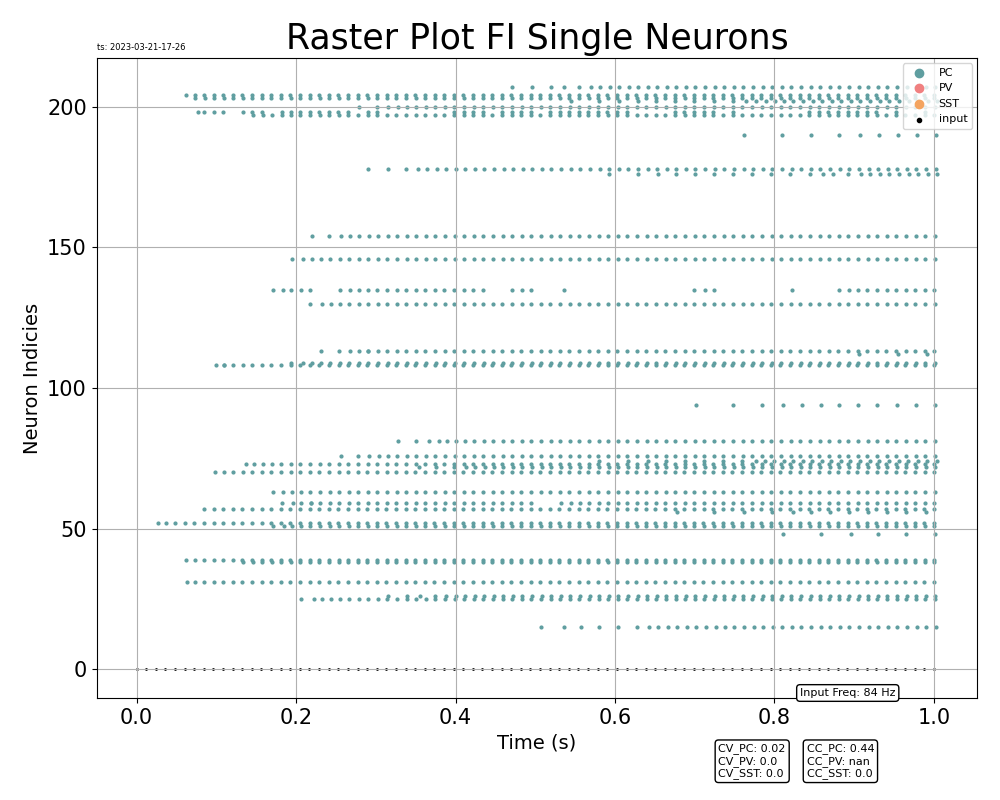 Raster Plot FI Single Neurons
ts: 2023-03-21-17-26
PC
PV
SST
input
200
150
100
50
0
Neuron Indicies
0.0 0.2 0.4 0.6 0.8 1.0
Time (s)
Input Freq: 84 Hz
CV_PC: 0.02
CV_PV: 0.0
CV_SST: 0.0
CC_PC: 0.44
CC_PV: nan
CC_SST: 0.0